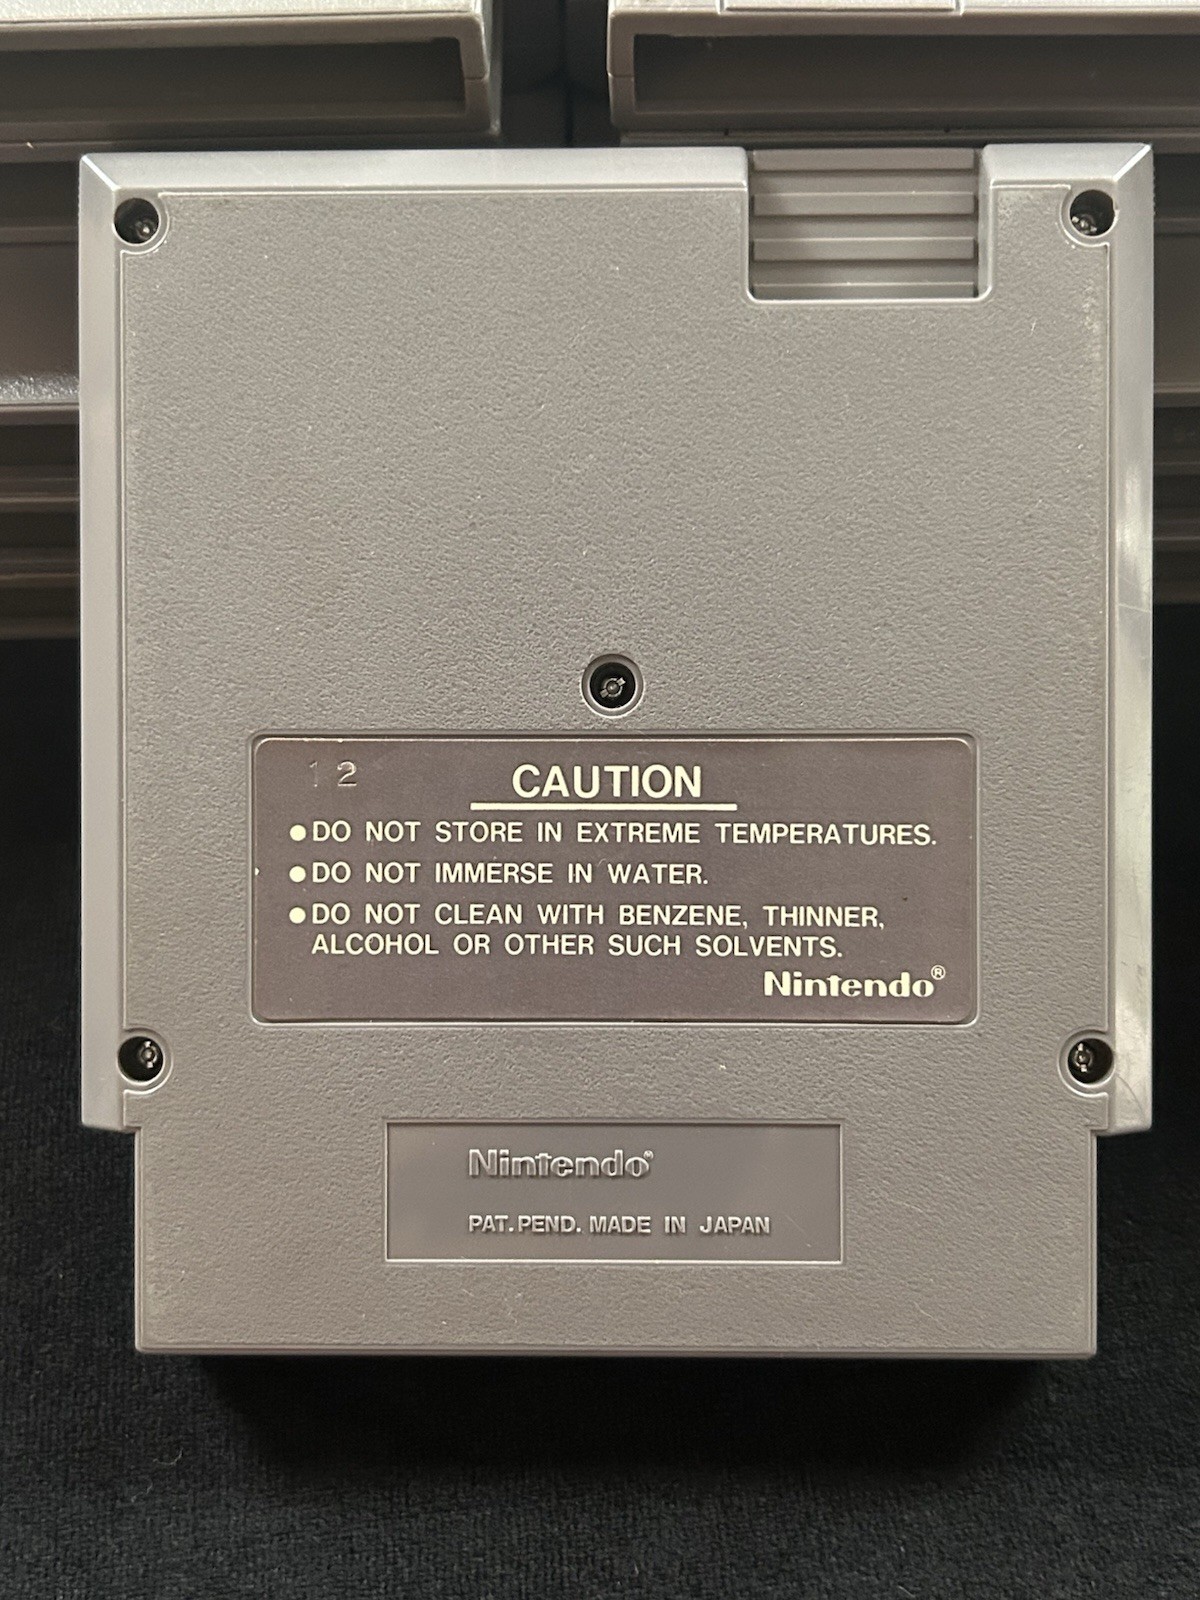 12
CAUTION
●DO NOT STORE IN EXTREME TEMPERATURES.
●DO NOT IMMERSE IN WATER.
●DO NOT CLEAN WITH BENZENE, THINNER,
ALCOHOL OR OTHER SUCH SOLVENTS.
Nintendo®
Nintendo®
PAT. PEND. MADE IN JAPAN